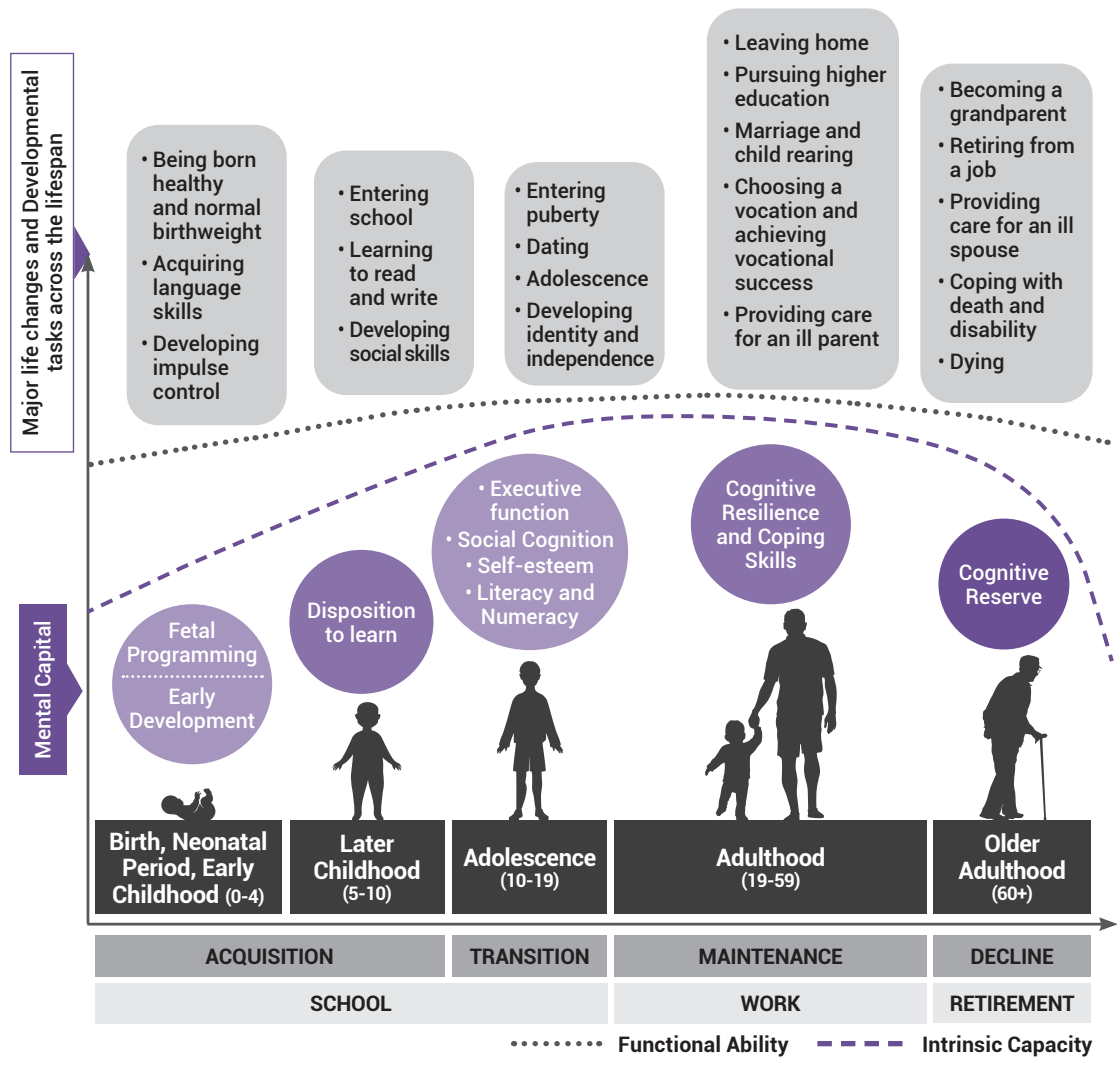 Major life changes and Developmental
tasks across the lifespan
• Being born
healthy
and normal
birthweight
• Acquiring
language
skills
• Developing
impulse
control
• Entering
school
• Learning
to read
and write
• Developing
social skills
• Entering
puberty
• Dating
• Adolescence
• Developing
identity and
independence
• Leaving home
• Pursuing higher
education
• Marriage and
child rearing
• Choosing a
vocation and
achieving
vocational
success
• Providing care
for an ill parent
• Becoming a
grandparent
• Retiring from
a job
• Providing
care for an ill
spouse
• Coping with
death and
disability
• Dying
Mental Capital
Fetal
Programming
Early
Development
Disposition
to learn
• Executive
function
• Social Cognition
• Self-esteem
• Literacy and
Numeracy
Cognitive
Resilience
and Coping
Skills
Cognitive
Reserve
Birth, Neonatal
Period, Early
Childhood (0-4)
Later
Childhood
(5-10)
Adolescence
(10-19)
Adulthood
(19-59)
Older
Adulthood
(60+)
ACQUISITION
TRANSITION
MAINTENANCE
DECLINE
SCHOOL
WORK
RETIREMENT
Functional Ability
Intrinsic Capacity